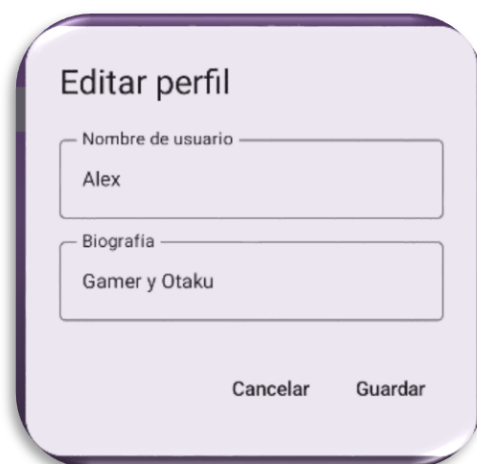 Editar perfil
Nombre de usuario
Alex
Biografía
Gamer y Otaku
Cancelar Guardar